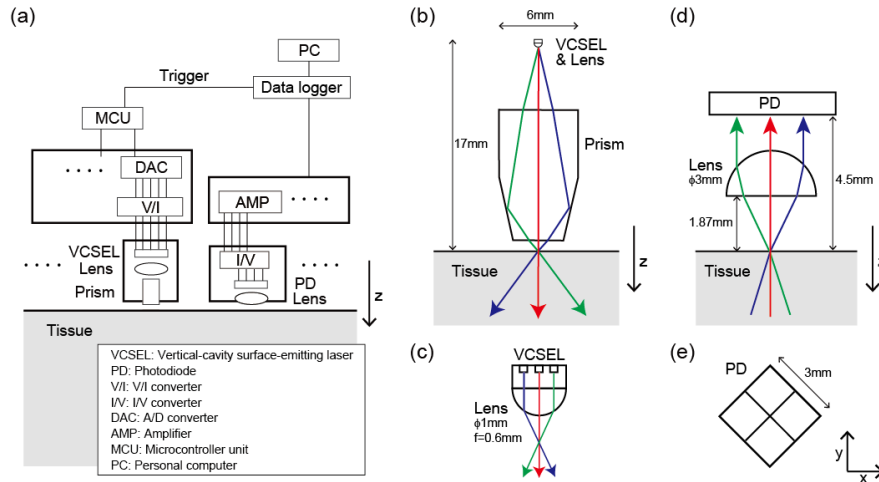 (a)
PC
Trigger
Data logger
MCU
DAC
V/I
AMP
VCSEL
Lens
Prism
I/V
PD
Lens
z
Tissue
VCSEL: Vertical-cavity surface-emitting laser
PD: Photodiode
V/I: V/I converter
I/V: I/V converter
DAC: A/D converter
AMP: Amplifier
MCU: Microcontroller unit
PC: Personal computer
(b)
6mm
VCSEL
& Lens
17mm
Prism
Tissue
z
(c)
VCSEL
Lens
ϕ1mm
f=0.6mm
(d)
PD
Lens
ϕ3mm
4.5mm
1.87mm
Tissue
z
(e)
PD
3mm
y
x